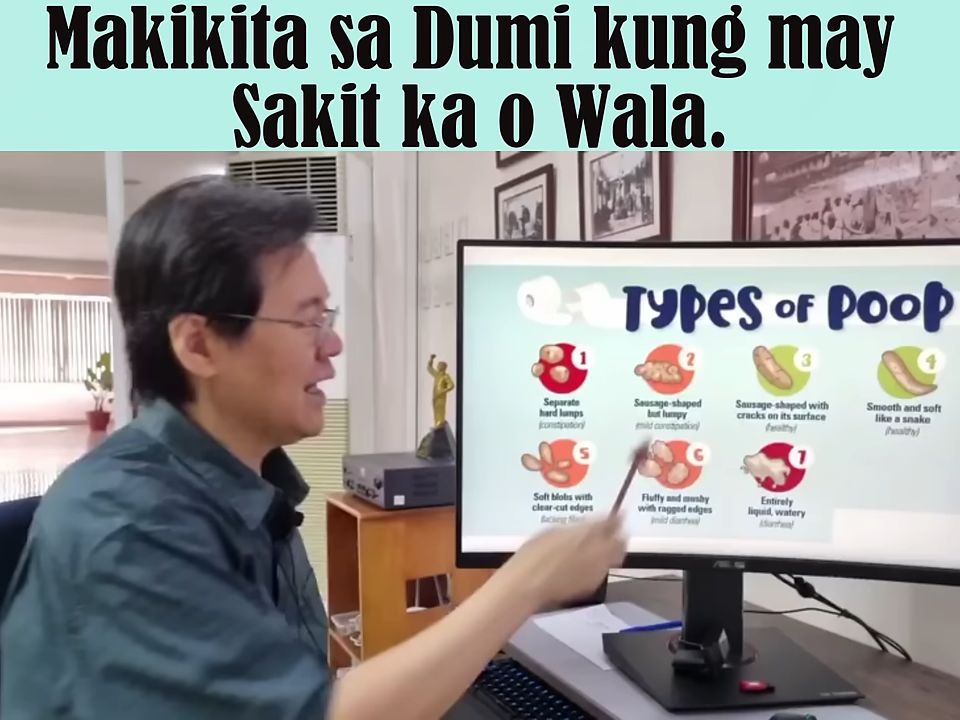 Makikita sa Dumi kung may
Sakit ka o Wala.
Types of Poop
1
Separate
hard lumps
(constipation)
2
Sausage-shaped
but lumpy
(mild constipation)
3
Sausage-shaped with
cracks on its surface
(healthy)
4
Smooth and soft
like a snake
(healthy)
5
Soft blobs with
clear-cut edges
(lacking fiber)
6
Fluffy and mushy
with ragged edges
(mild diarrhea)
7
Entirely
liquid, watery
(diarrhea)
ASUS